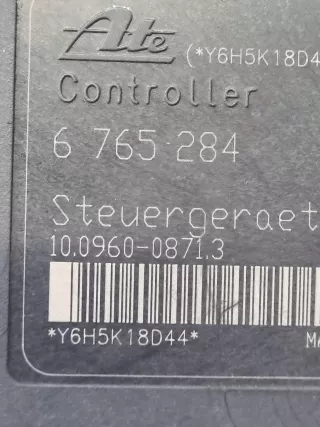 Ate (*Y6H5K18D4
Controller
6 765 284
Steuergeraet
10.0960-0871.3
*Y6H5K18D44*